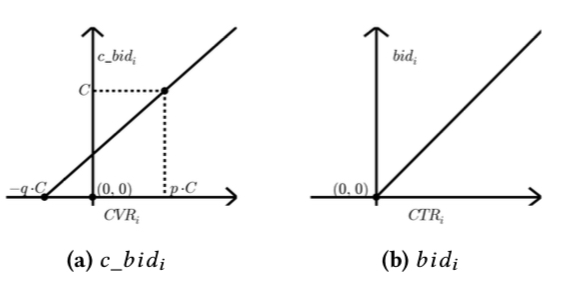 c_bid_i
C
-q·C
(0, 0)
p·C
CVR_i
(a) c_bid_i
bid_i
(0, 0)
CTR_i
(b) bid_i